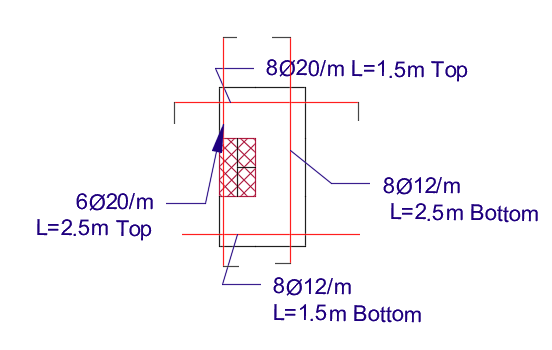 8Ø20/m L=1.5m Top
6Ø20/m
L=2.5m Top
8Ø12/m
L=2.5m Bottom
8Ø12/m
L=1.5m Bottom